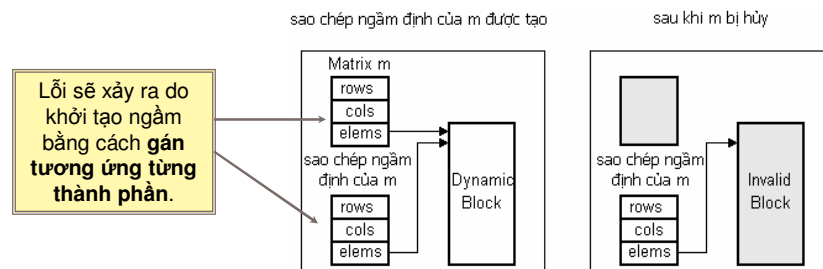 sao chép ngầm định của m được tạo
sau khi m bị hủy
Lỗi sẽ xảy ra do
khởi tạo ngầm
bằng cách gán
tương ứng từng
thành phần.
Matrix m
rows
cols
elems
sao chép ngầm
định của m
rows
cols
elems
Dynamic
Block
sao chép ngầm
định của m
rows
cols
elems
Invalid
Block